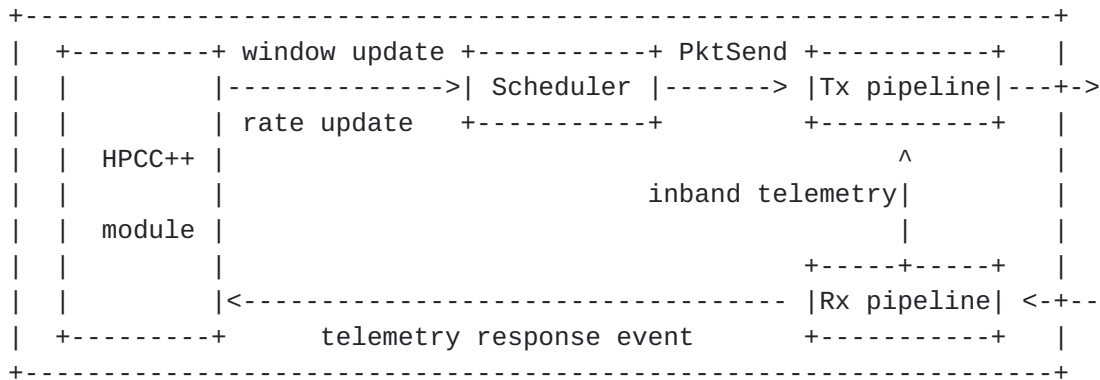 window update PktSend
Scheduler Tx pipeline
rate update
HPCC++
inband telemetry
module
Rx pipeline
telemetry response event